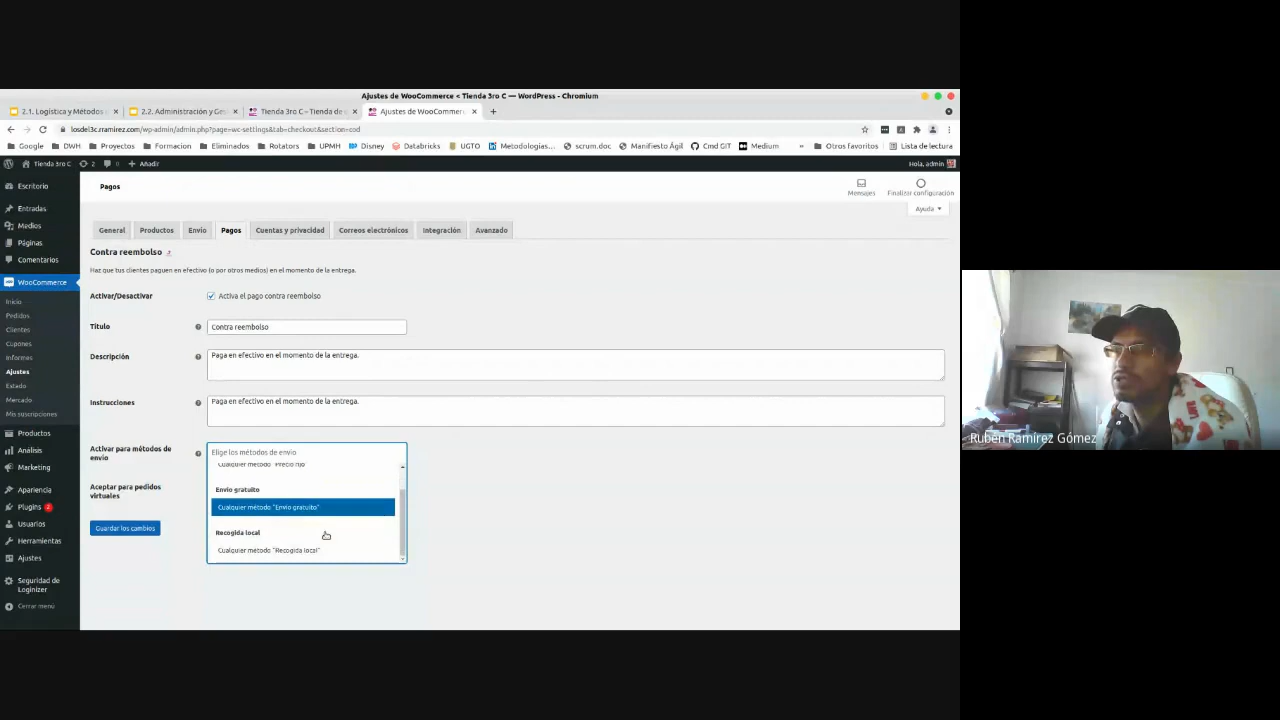 Ajustes de WooCommerce < Tienda 3ro C — WordPress - Chromium
2.1. Logística y Métodos
2.2. Administración y Ges
Tienda 3ro C – Tienda de
Ajustes de WooCommerc
losdel3c.rramirez.com/wp-admin/admin.php?page=wc-settings&tab=checkout&section=cod
Google
DWH
Proyectos
Formacion
Eliminados
Rotators
UPMH
Disney
Databricks
UGTO
Metodologías...
scrum.doc
Manifiesto Ágil
Cmd GIT
Medium
»
Otros favoritos
Lista de lectura
Tienda 3ro C
2
Añadir
Hola, admin
Escritorio
Entradas
Medios
Páginas
Comentarios
WooCommerce
Inicio
Pedidos
Clientes
Cupones
Informes
Ajustes
Estado
Mercado
Mis suscripciones
Productos
Análisis
Marketing
Apariencia
Plugins 2
Usuarios
Herramientas
Ajustes
Seguridad de
Loginizer
Cerrar menú
Pagos
Mensajes
Finalizar configuración
Ayuda
General
Productos
Envío
Pagos
Cuentas y privacidad
Correos electrónicos
Integración
Avanzado
Contra reembolso
Haz que tus clientes paguen en efectivo (o por otros medios) en el momento de la entrega.
Activar/Desactivar
Activa el pago contra reembolso
Título
Contra reembolso
Descripción
Paga en efectivo en el momento de la entrega.
Instrucciones
Paga en efectivo en el momento de la entrega.
Activar para métodos de
envío
Elige los métodos de envío
Cualquier método "Precio fijo"
Envío gratuito
Cualquier método "Envío gratuito"
Recogida local
Cualquier método "Recogida local"
Aceptar para pedidos
virtuales
Guardar los cambios
Rubén Ramírez Gómez